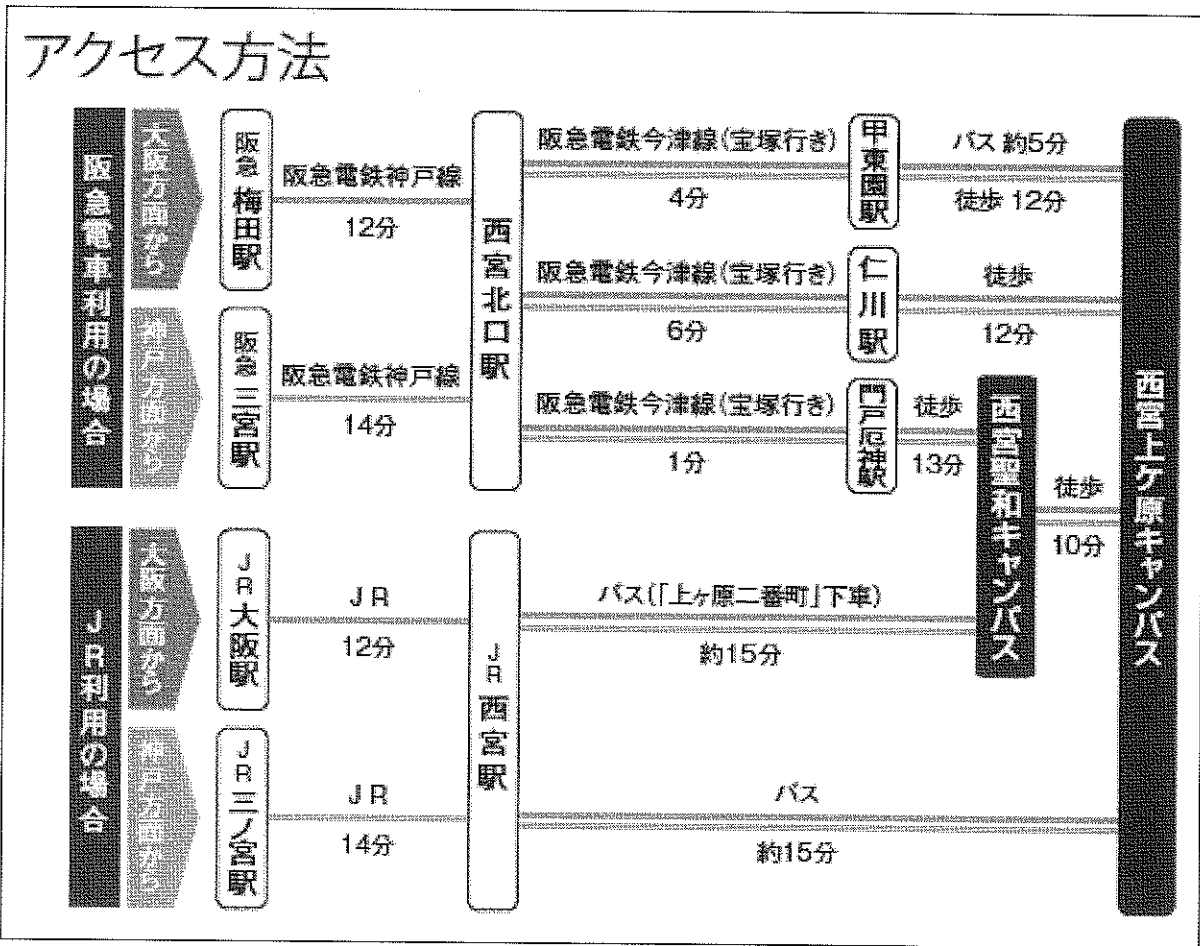 アクセス方法
阪急電車利用の場合
大阪方面から
阪急 梅田駅
阪急電鉄神戸線
12分
神戸方面から
阪急 三宮駅
阪急電鉄神戸線
14分
西宮北口駅
阪急電鉄今津線(宝塚行き)
4分
甲東園駅
バス 約5分
徒歩 12分
阪急電鉄今津線(宝塚行き)
6分
仁川駅
徒歩
12分
阪急電鉄今津線(宝塚行き)
1分
門戸厄神駅
徒歩
13分
西宮聖和キャンパス
徒歩
10分
西宮上ケ原キャンパス
JR利用の場合
大阪方面から
JR 大阪駅
JR
12分
神戸方面から
JR 三ノ宮駅
JR
14分
JR 西宮駅
バス(「上ヶ原二番町」下車)
約15分
バス
約15分